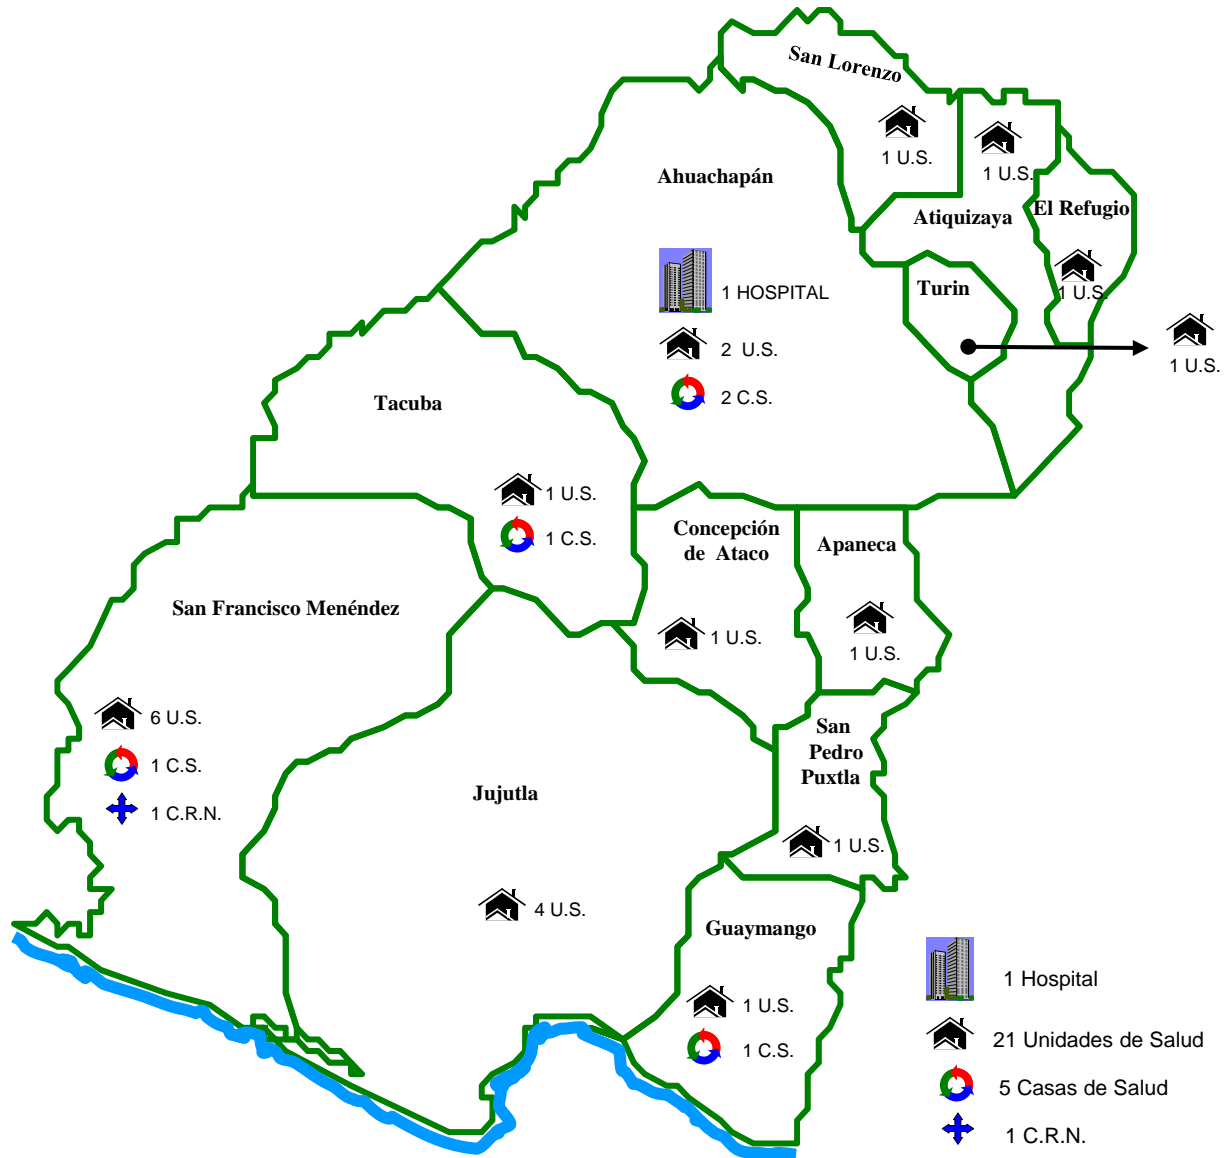 San Lorenzo
1 U.S.
1 U.S.
Ahuachapán
Atiquizaya
El Refugio
1 HOSPITAL
2 U.S.
2 C.S.
Turin
1 U.S.
1 U.S.
Tacuba
1 U.S.
1 C.S.
Concepción
de Ataco
1 U.S.
Apaneca
1 U.S.
San Francisco Menéndez
6 U.S.
1 C.S.
1 C.R.N.
Jujutla
4 U.S.
San
Pedro
Puxtla
1 U.S.
Guaymango
1 U.S.
1 C.S.
1 Hospital
21 Unidades de Salud
5 Casas de Salud
1 C.R.N.